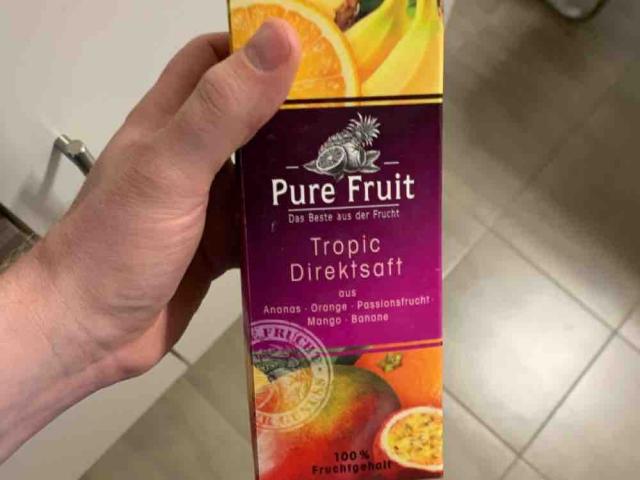 Pure Fruit
Das Beste aus der Frucht
Tropic
Direktsaft
aus
Ananas · Orange · Passionsfrucht ·
Mango · Banane
100%
Fruchtgehalt